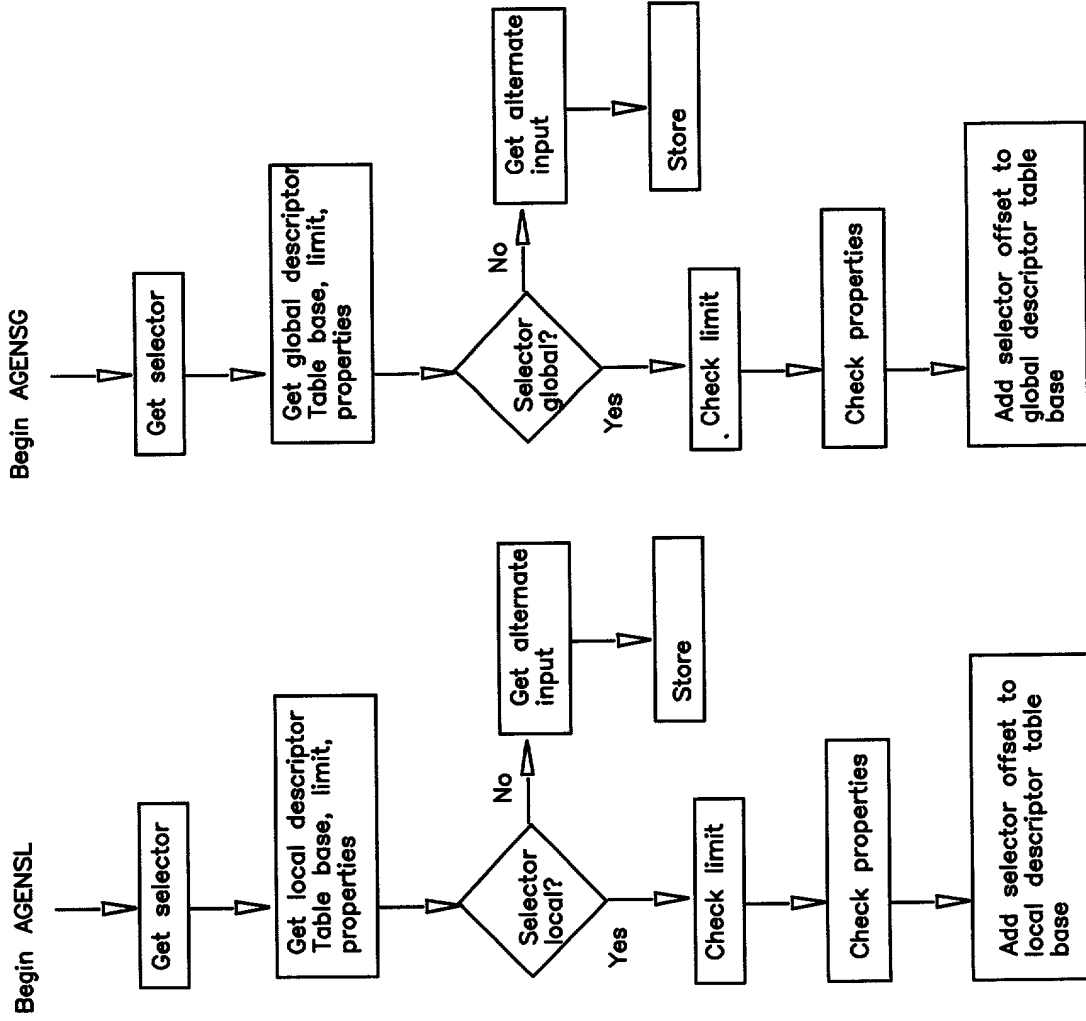 Begin AGENSL
Get selector
Get local descriptor
Table base, limit,
properties
Selector
local?
No
Get alternate
input
Store
Yes
Check limit
Check properties
Add selector offset to
local descriptor table
base
Begin AGENSG
Get selector
Get global descriptor
Table base, limit,
properties
Selector
global?
No
Get alternate
input
Store
Yes
Check limit
Check properties
Add selector offset to
global descriptor table
base